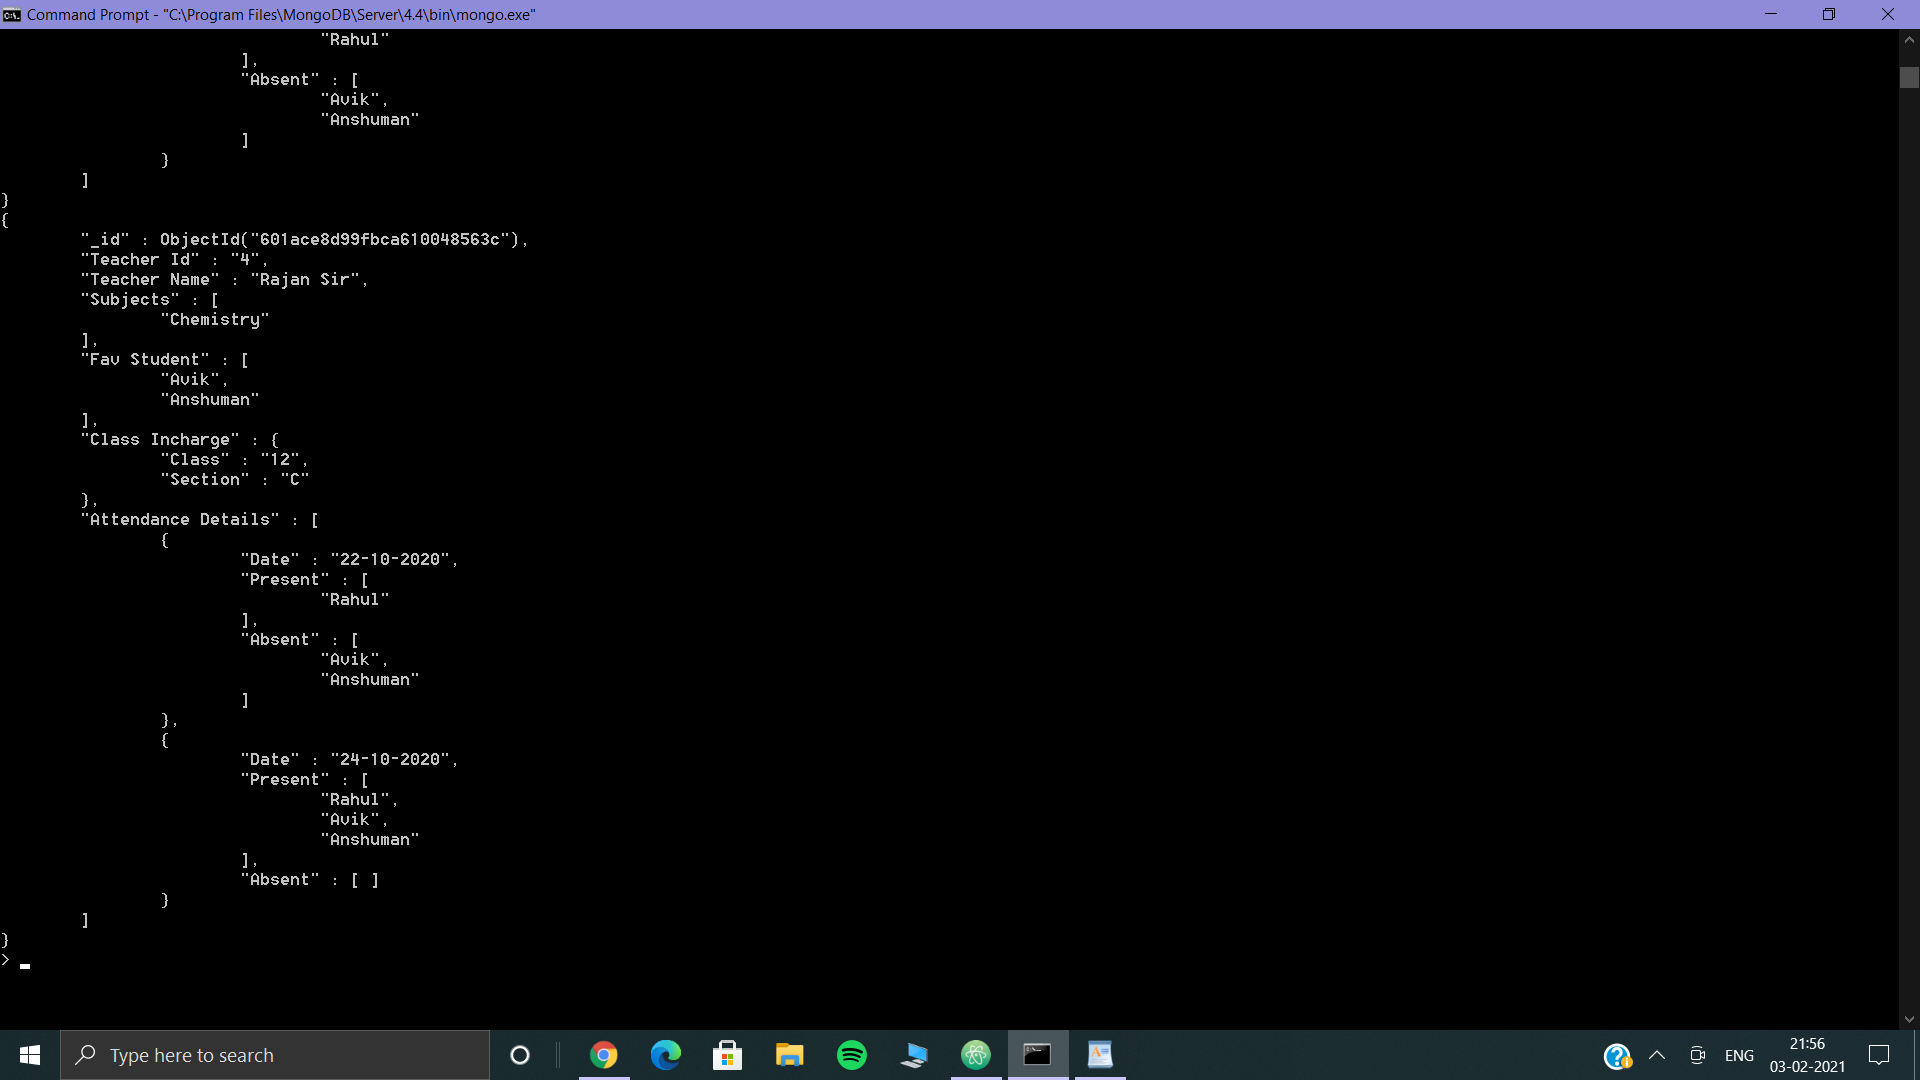 Command Prompt - "C:\Program Files\MongoDB\Server\4.4\bin\mongo.exe"
"Rahul"
],
"Absent" : [
"Avik",
"Anshuman"
]
}
]
}
{
"_id" : ObjectId("601ace8d99fbca610048563c"),
"Teacher Id" : "4",
"Teacher Name" : "Rajan Sir",
"Subjects" : [
"Chemistry"
],
"Fav Student" : [
"Avik",
"Anshuman"
],
"Class Incharge" : {
"Class" : "12",
"Section" : "C"
},
"Attendance Details" : [
{
"Date" : "22-10-2020",
"Present" : [
"Rahul"
],
"Absent" : [
"Avik",
"Anshuman"
]
},
{
"Date" : "24-10-2020",
"Present" : [
"Rahul",
"Avik",
"Anshuman"
],
"Absent" : [ ]
}
]
}
> _
Type here to search
ENG
21:56
03-02-2021